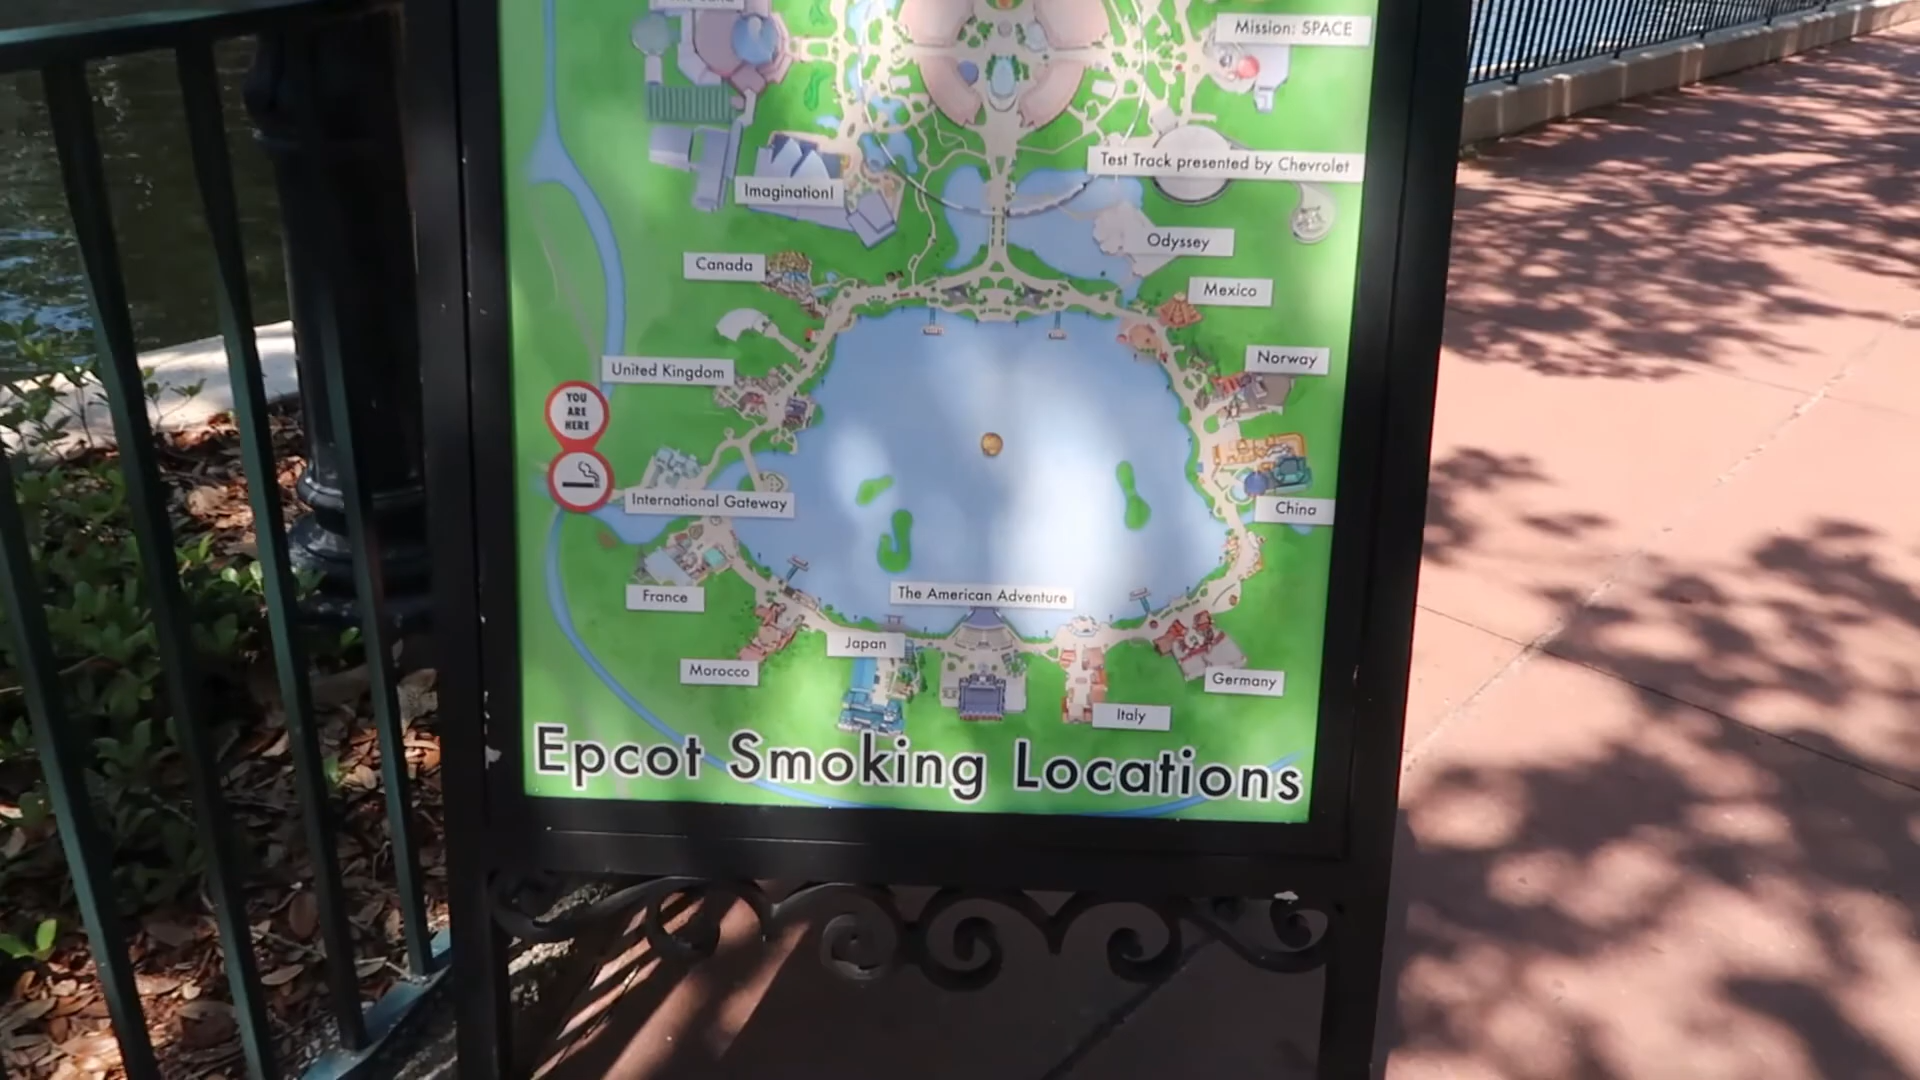 Mission: SPACE
Test Track presented by Chevrolet
Imagination!
Odyssey
Canada
Mexico
United Kingdom
Norway
YOU
ARE
HERE
International Gateway
China
France
The American Adventure
Japan
Morocco
Germany
Italy
Epcot Smoking Locations